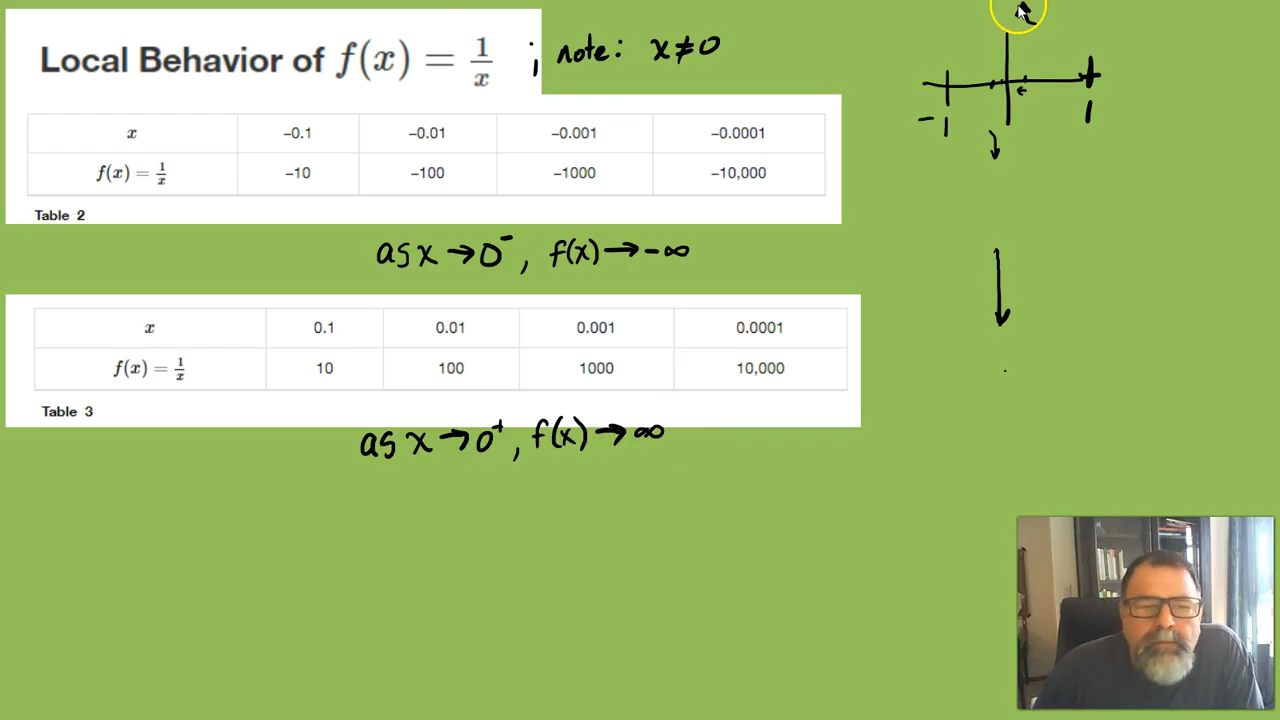 Local Behavior of f(x) = 1/x ; note: x ≠ 0
x -0.1 -0.01 -0.001 -0.0001
f(x) = 1/x -10 -100 -1000 -10,000
Table 2
as x → 0⁻, f(x) → -∞
x 0.1 0.01 0.001 0.0001
f(x) = 1/x 10 100 1000 10,000
Table 3
as x → 0⁺, f(x) → ∞
-1 1